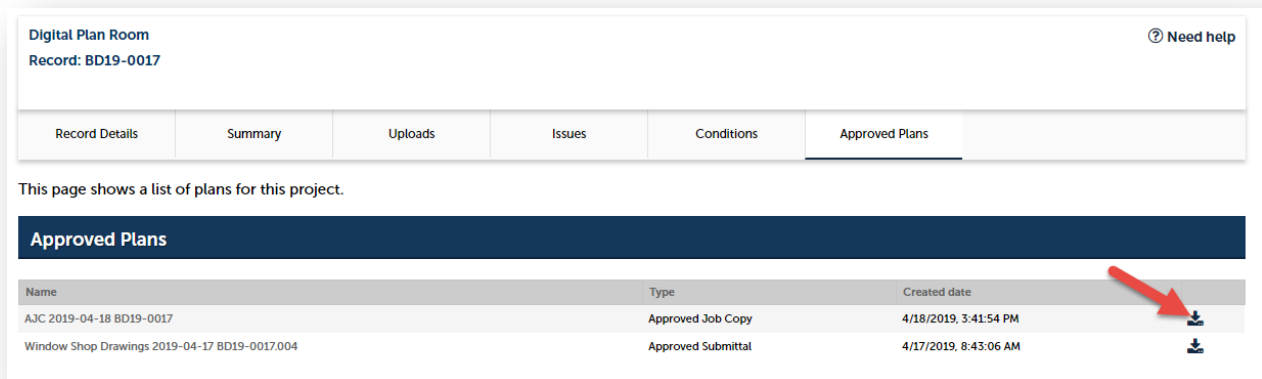 Digital Plan Room
Need help
Record: BD19-0017
Record Details Summary Uploads Issues Conditions Approved Plans
This page shows a list of plans for this project.
Approved Plans
Name Type Created date
AJC 2019-04-18 BD19-0017 Approved Job Copy 4/18/2019, 3:41:54 PM
Window Shop Drawings 2019-04-17 BD19-0017.004 Approved Submittal 4/17/2019, 8:43:06 AM